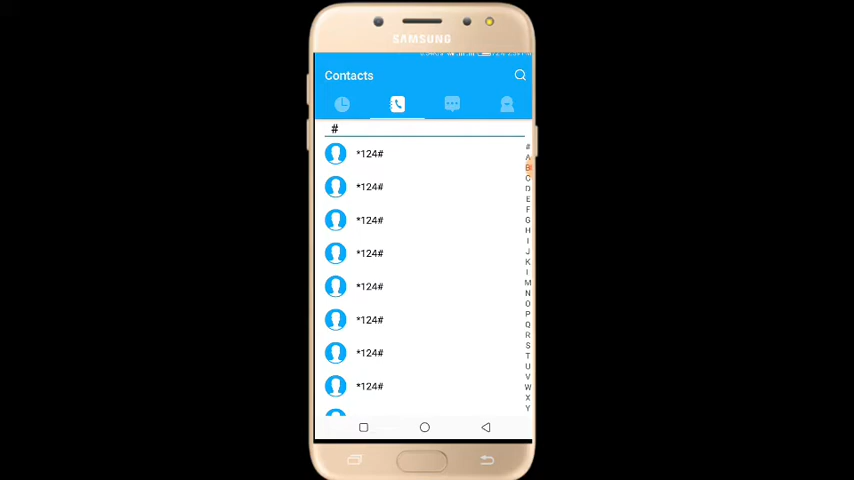 SAMSUNG
Contacts
#
*124#
*124#
*124#
*124#
*124#
*124#
*124#
*124#
#
A
B
C
D
E
F
G
H
I
J
K
M
N
O
P
Q
R
S
T
U
V
W
X
Y